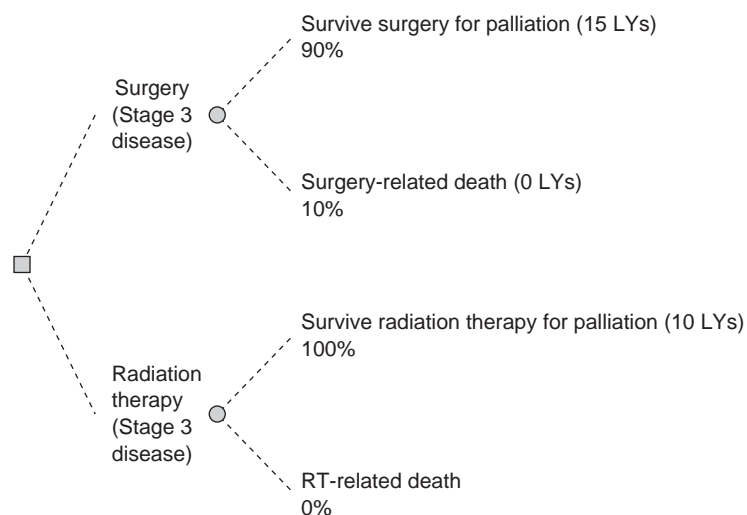 Survive surgery for palliation (15 LYs)
90%
Surgery
(Stage 3
disease)
Surgery-related death (0 LYs)
10%
Survive radiation therapy for palliation (10 LYs)
100%
Radiation
therapy
(Stage 3
disease)
RT-related death
0%